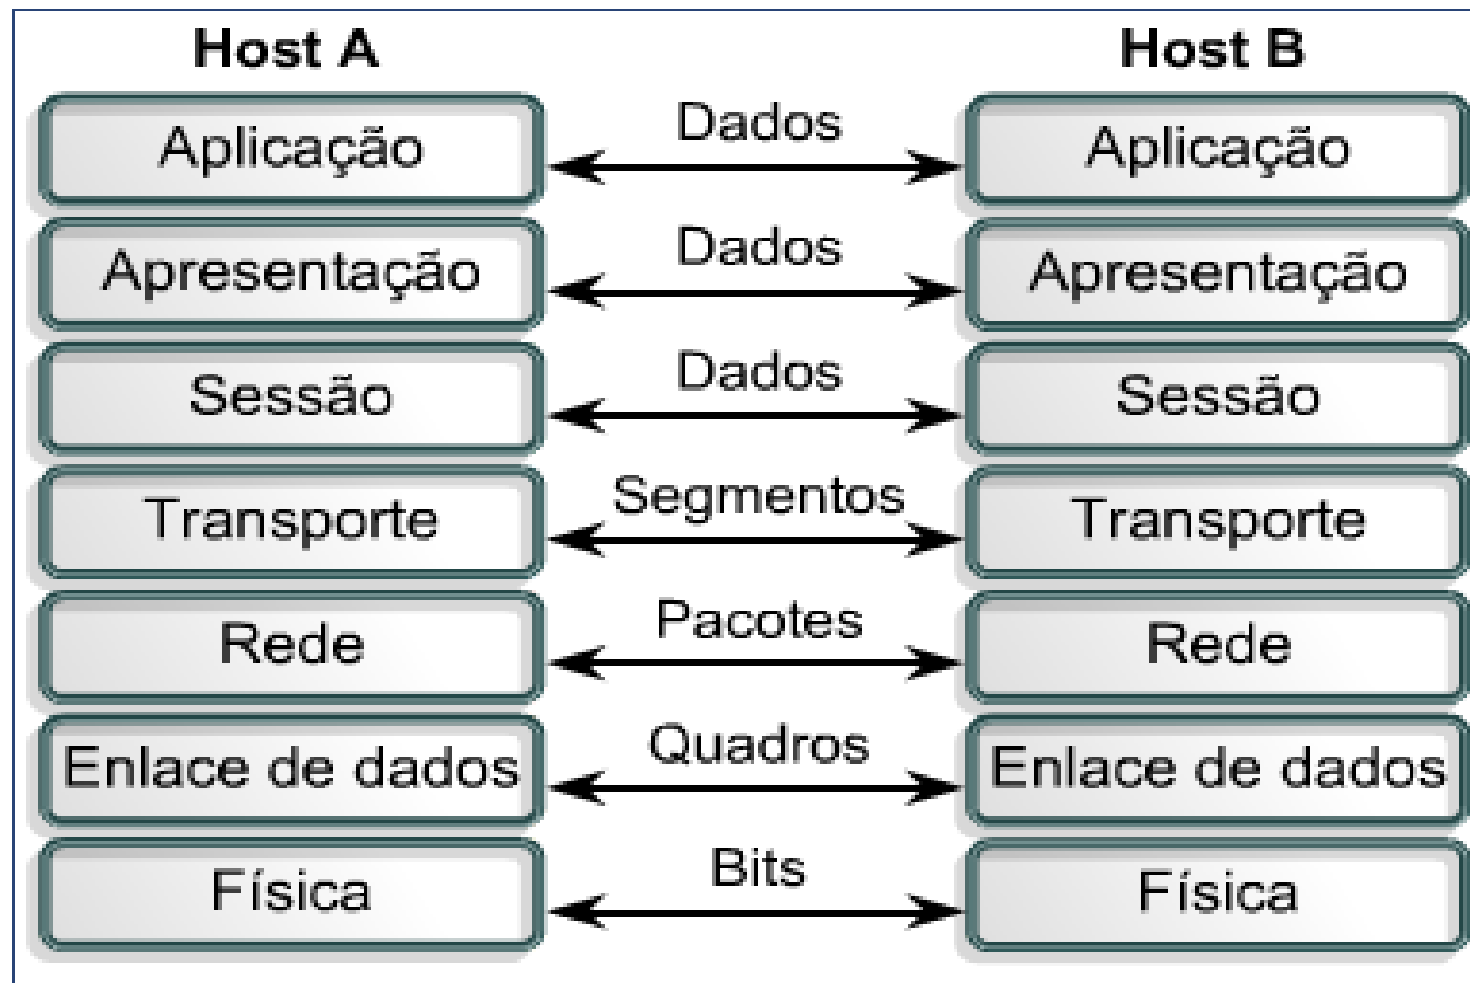 Host A
Host B
Aplicação
Dados
Aplicação
Apresentação
Dados
Apresentação
Sessão
Dados
Sessão
Transporte
Segmentos
Transporte
Rede
Pacotes
Rede
Enlace de dados
Quadros
Enlace de dados
Física
Bits
Física